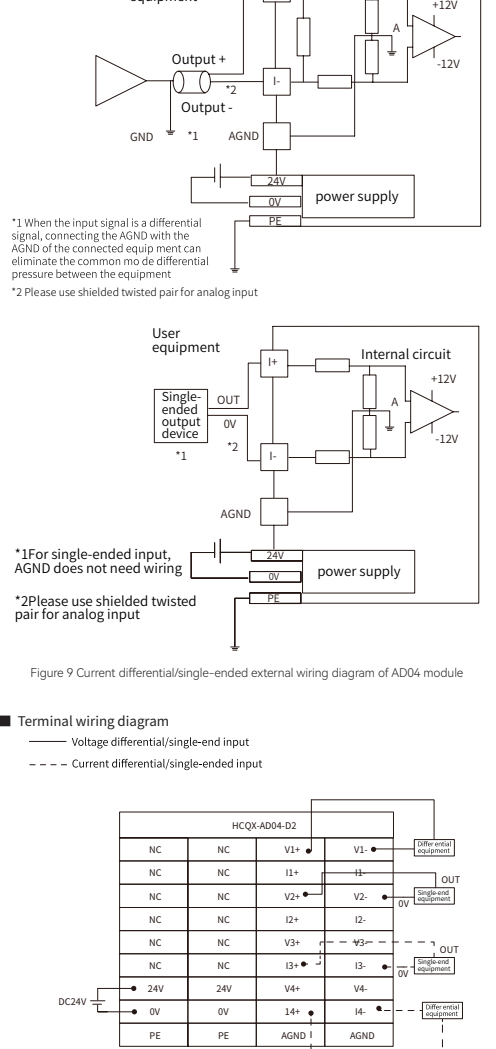 equipment
+12V
A
-12V
Output +
*2
I-
Output -
GND
*1
AGND
24V
0V
power supply
PE
*1 When the input signal is a differential
signal, connecting the AGND with the
AGND of the connected equip ment can
eliminate the common mo de differential
pressure between the equipment
*2 Please use shielded twisted pair for analog input
User
equipment
I+
Internal circuit
+12V
A
-12V
Single-
ended
output
device
OUT
0V
*1
*2
I-
AGND
*1For single-ended input,
AGND does not need wiring
24V
0V
power supply
*2Please use shielded twisted
pair for analog input
PE
Figure 9 Current differential/single-ended external wiring diagram of AD04 module
Terminal wiring diagram
Voltage differential/single-end input
Current differential/single-ended input
HCQX-AD04-D2
NC NC V1+ V1-
Differ ential
equipment
NC NC I1+ I1-
OUT
NC NC V2+ V2-
0V
Single-end
equipment
NC NC I2+ I2-
NC NC V3+ V3-
OUT
NC NC I3+ I3-
0V
Single-end
equipment
24V 24V V4+ V4-
DC24V
0V 0V 14+ I4-
Differ ential
equipment
PE PE AGND AGND